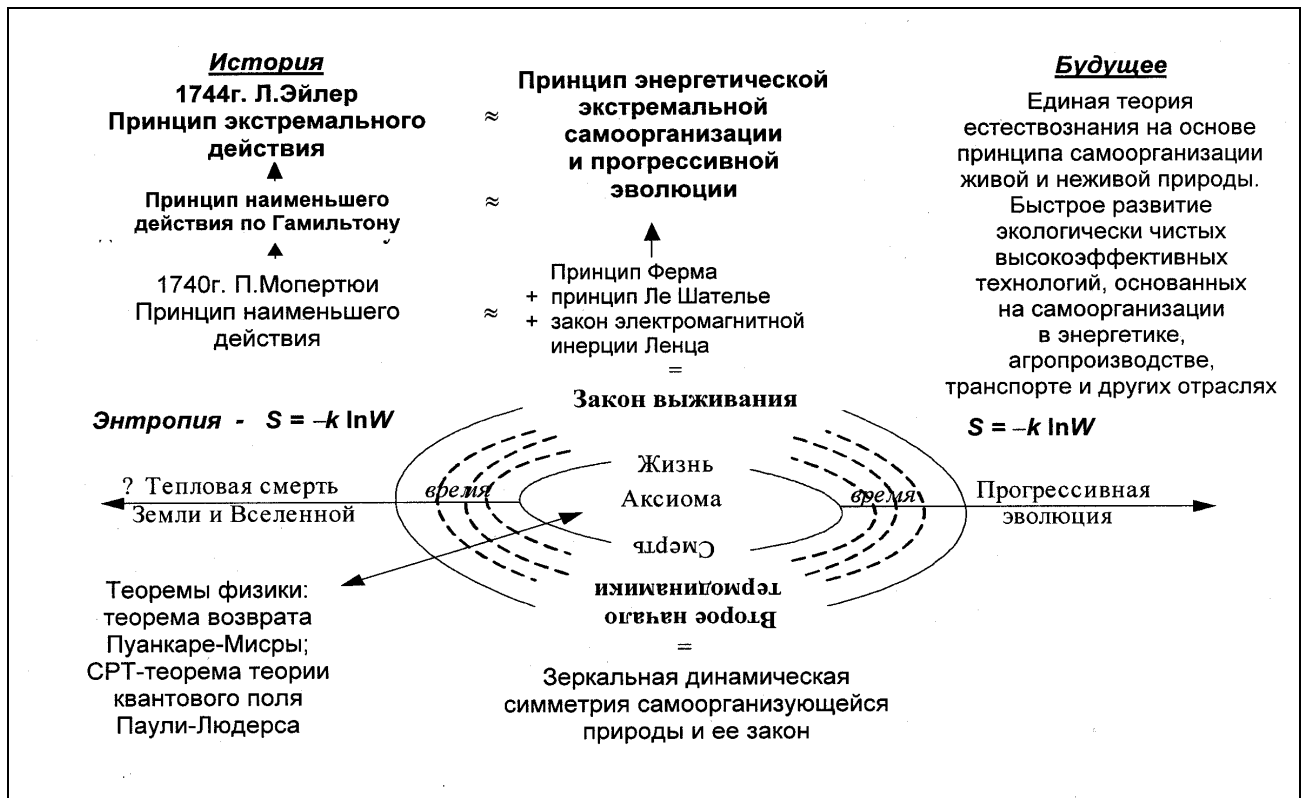 История
1744г. Л.Эйлер
Принцип экстремального
действия
≈
Принцип наименьшего
действия по Гамильтону
≈
1740г. П.Мопертюи
Принцип наименьшего
действия
≈
Принцип энергетической
экстремальной
самоорганизации
и прогрессивной
эволюции
Принцип Ферма
+ принцип Ле Шателье
+ закон электромагнитной
инерции Ленца
=
Закон выживания
Будущее
Единая теория
естествознания на основе
принципа самоорганизации
живой и неживой природы.
Быстрое развитие
экологически чистых
высокоэффективных
технологий, основанных
на самоорганизации
в энергетике,
агропроизводстве,
транспорте и других отраслях
Энтропия - S = –k lnW
S = –k lnW
? Тепловая смерть
Земли и Вселенной
время
Жизнь
Аксиома
Смерть
время
Прогрессивная
эволюция
Второе начало
термодинамики
=
Зеркальная динамическая
симметрия самоорганизующейся
природы и ее закон
Теоремы физики:
теорема возврата
Пуанкаре-Мисры;
СРТ-теорема теории
квантового поля
Паули-Людерса